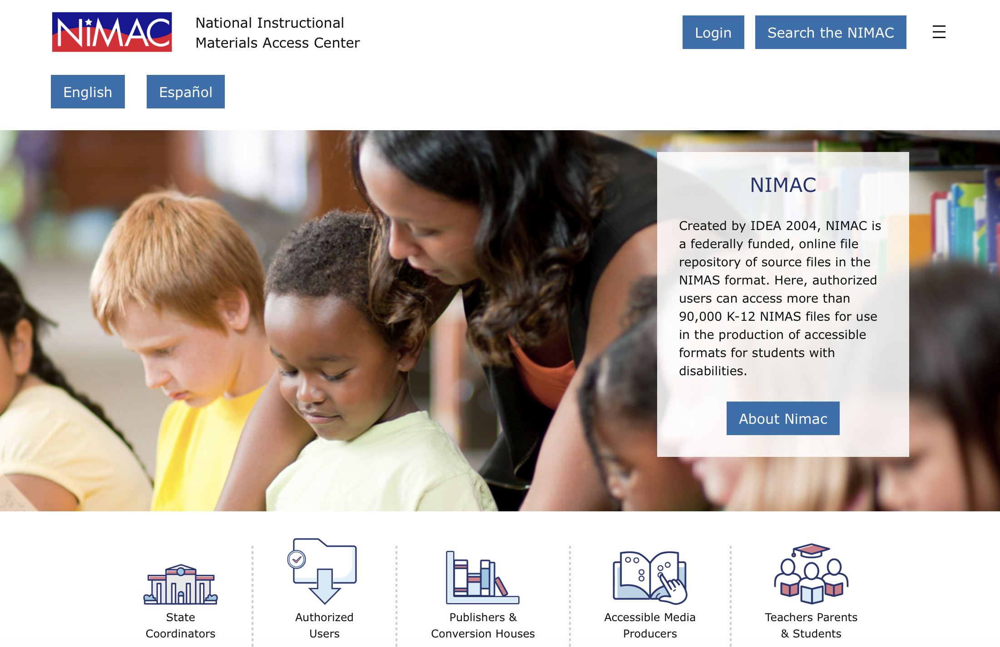 NiMAC
National Instructional
Materials Access Center
Login
Search the NIMAC
English
Español
NIMAC
Created by IDEA 2004, NIMAC is
a federally funded, online file
repository of source files in the
NIMAS format. Here, authorized
users can access more than
90,000 K-12 NIMAS files for use
in the production of accessible
formats for students with
disabilities.
About Nimac
State
Coordinators
Authorized
Users
Publishers &
Conversion Houses
Accessible Media
Producers
Teachers Parents
& Students